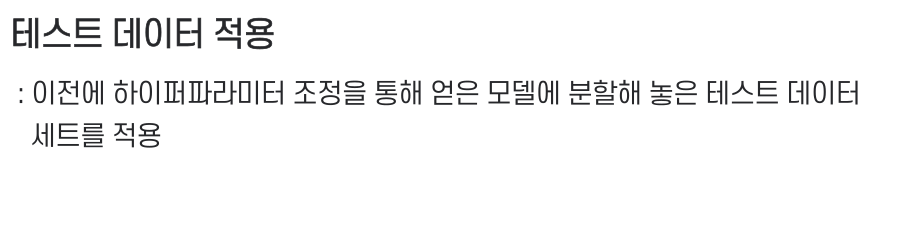 테스트 데이터 적용
: 이전에 하이퍼파라미터 조정을 통해 얻은 모델에 분할해 놓은 테스트 데이터
세트를 적용